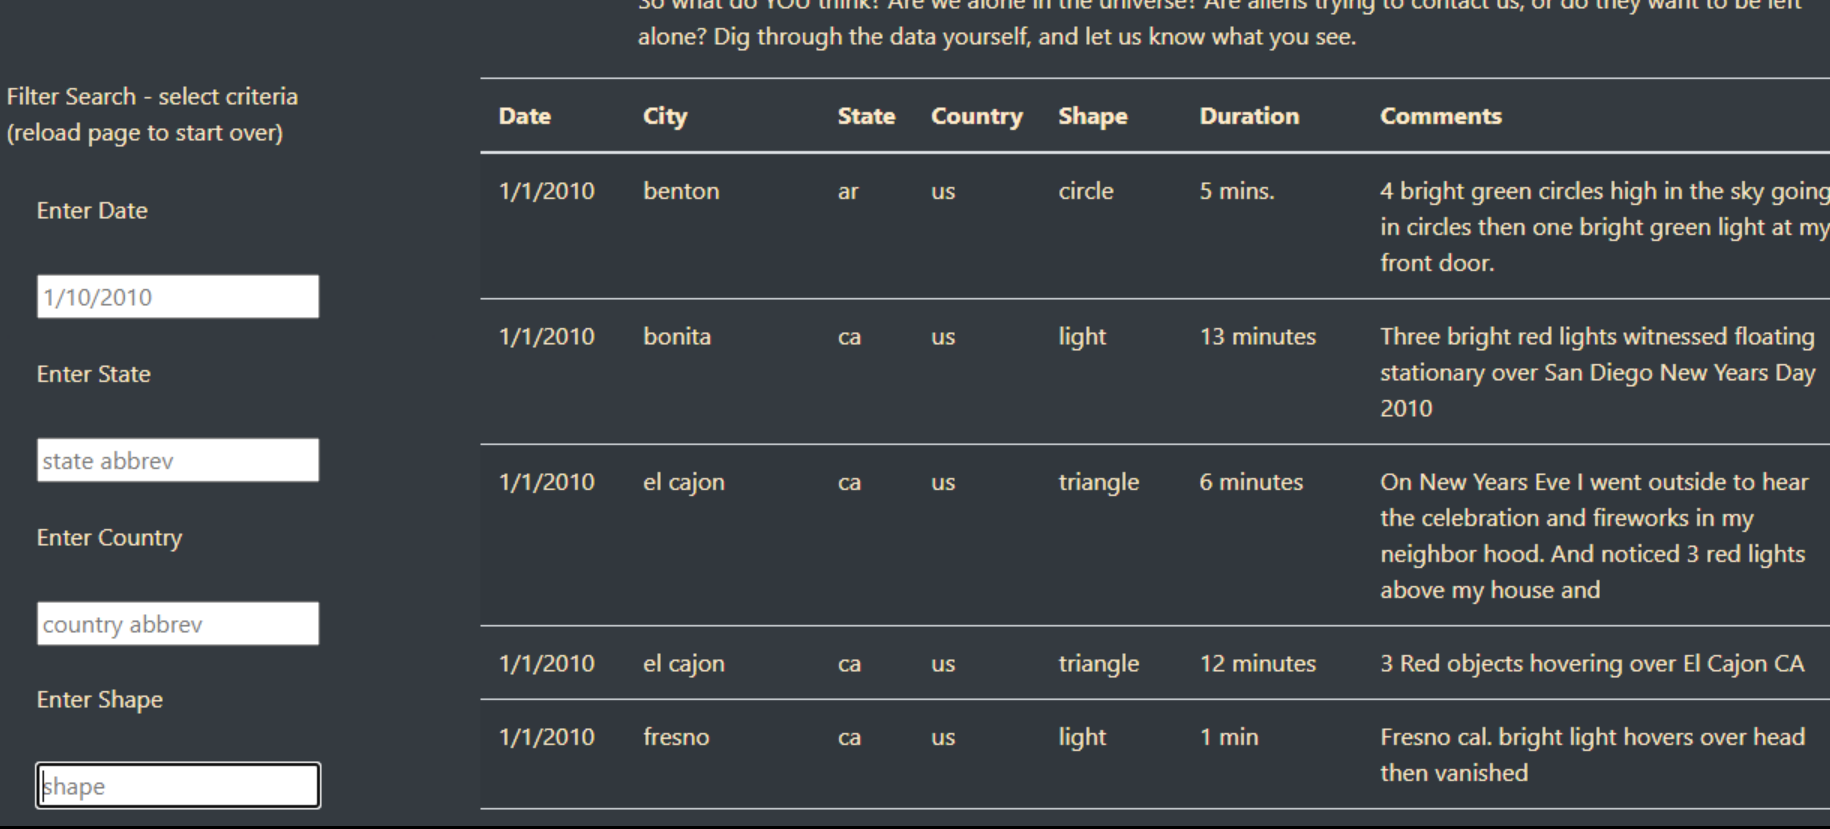 So what do YOU think? Are we alone in the universe? Are aliens trying to contact us, or do they want to be left
alone? Dig through the data yourself, and let us know what you see.
Filter Search - select criteria
(reload page to start over)
Enter Date
1/10/2010
Enter State
state abbrev
Enter Country
country abbrev
Enter Shape
shape
Date City State Country Shape Duration Comments
1/1/2010 benton ar us circle 5 mins. 4 bright green circles high in the sky going
in circles then one bright green light at my
front door.
1/1/2010 bonita ca us light 13 minutes Three bright red lights witnessed floating
stationary over San Diego New Years Day
2010
1/1/2010 el cajon ca us triangle 6 minutes On New Years Eve I went outside to hear
the celebration and fireworks in my
neighbor hood. And noticed 3 red lights
above my house and
1/1/2010 el cajon ca us triangle 12 minutes 3 Red objects hovering over El Cajon CA
1/1/2010 fresno ca us light 1 min Fresno cal. bright light hovers over head
then vanished